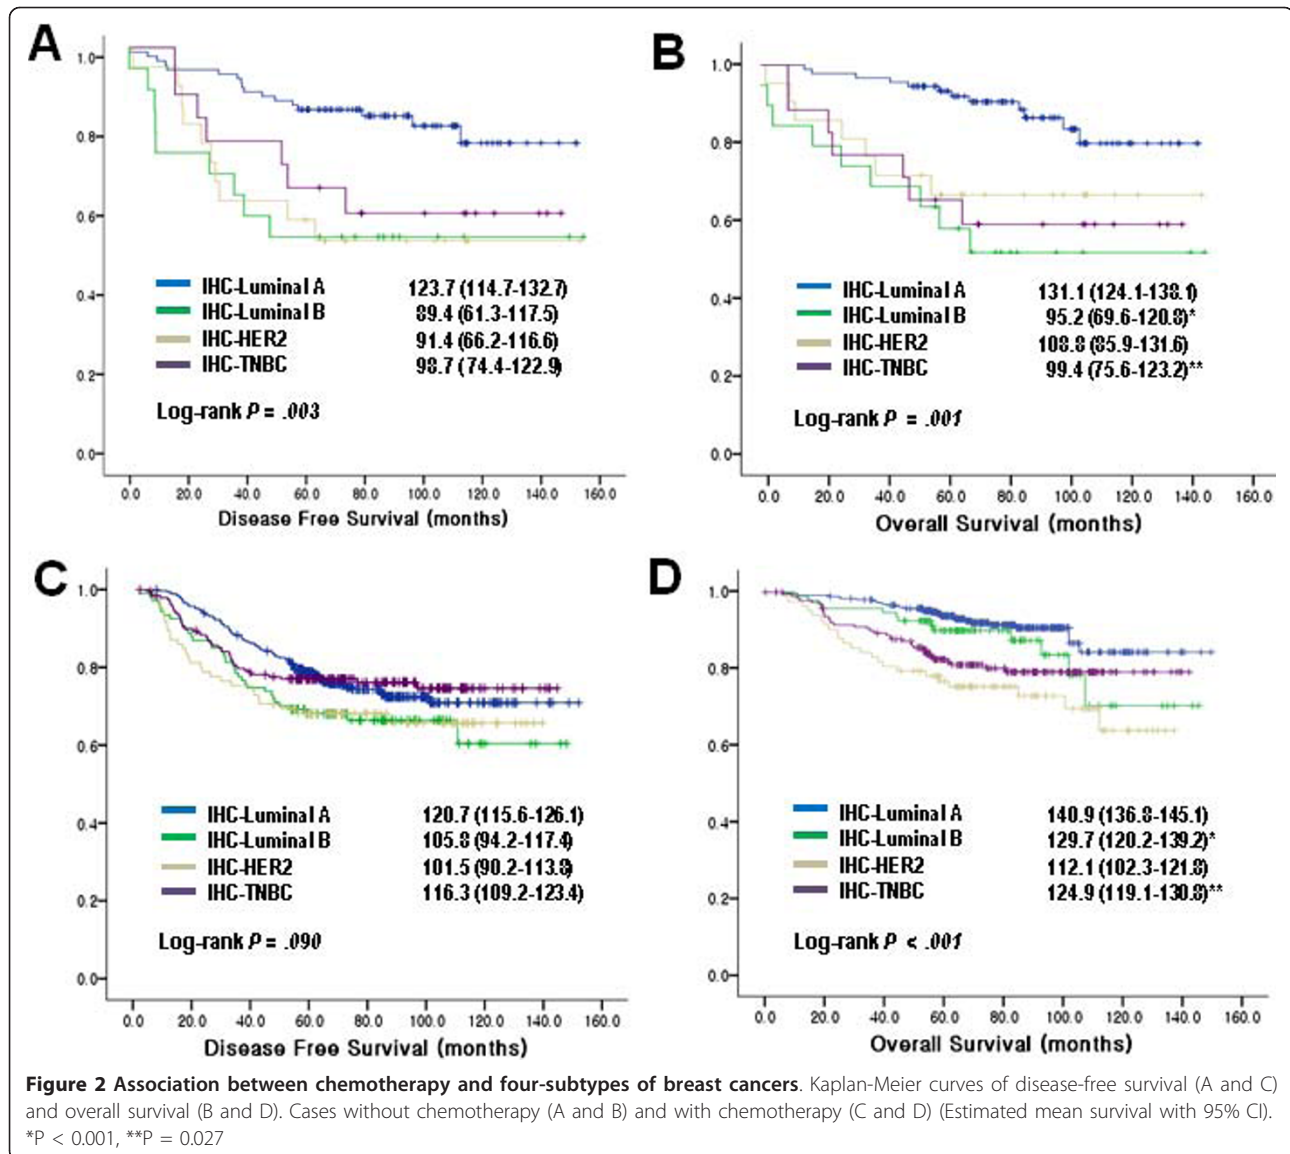 A
1.0
0.8
0.6
0.4
0.2
0.0
IHC-Luminal A 123.7 (114.7-132.7)
IHC-Luminal B 89.4 (61.3-117.5)
IHC-HER2 91.4 (66.2-116.6)
IHC-TNBC 98.7 (74.4-122.9)
Log-rank P = .003
0.0 20.0 40.0 60.0 80.0 100.0 120.0 140.0 160.0
Disease Free Survival (months)
B
1.0
0.8
0.6
0.4
0.2
0.0
IHC-Luminal A 131.1 (124.1-138.1)
IHC-Luminal B 95.2 (69.6-120.8)*
IHC-HER2 108.8 (85.9-131.6)
IHC-TNBC 99.4 (75.6-123.2)**
Log-rank P = .001
0.0 20.0 40.0 60.0 80.0 100.0 120.0 140.0 160.0
Overall Survival (months)
C
1.0
0.8
0.6
0.4
0.2
0.0
IHC-Luminal A 120.7 (115.6-126.1)
IHC-Luminal B 105.8 (94.2-117.4)
IHC-HER2 101.5 (90.2-113.8)
IHC-TNBC 116.3 (109.2-123.4)
Log-rank P = .090
0.0 20.0 40.0 60.0 80.0 100.0 120.0 140.0 160.0
Disease Free Survival (months)
D
1.0
0.8
0.6
0.4
0.2
0.0
IHC-Luminal A 140.9 (136.8-145.1)
IHC-Luminal B 129.7 (120.2-139.2)*
IHC-HER2 112.1 (102.3-121.8)
IHC-TNBC 124.9 (119.1-130.8)**
Log-rank P < .001
0.0 20.0 40.0 60.0 80.0 100.0 120.0 140.0 160.0
Overall Survival (months)
Figure 2 Association between chemotherapy and four-subtypes of breast cancers. Kaplan-Meier curves of disease-free survival (A and C)
and overall survival (B and D). Cases without chemotherapy (A and B) and with chemotherapy (C and D) (Estimated mean survival with 95% CI).
*P < 0.001, **P = 0.027